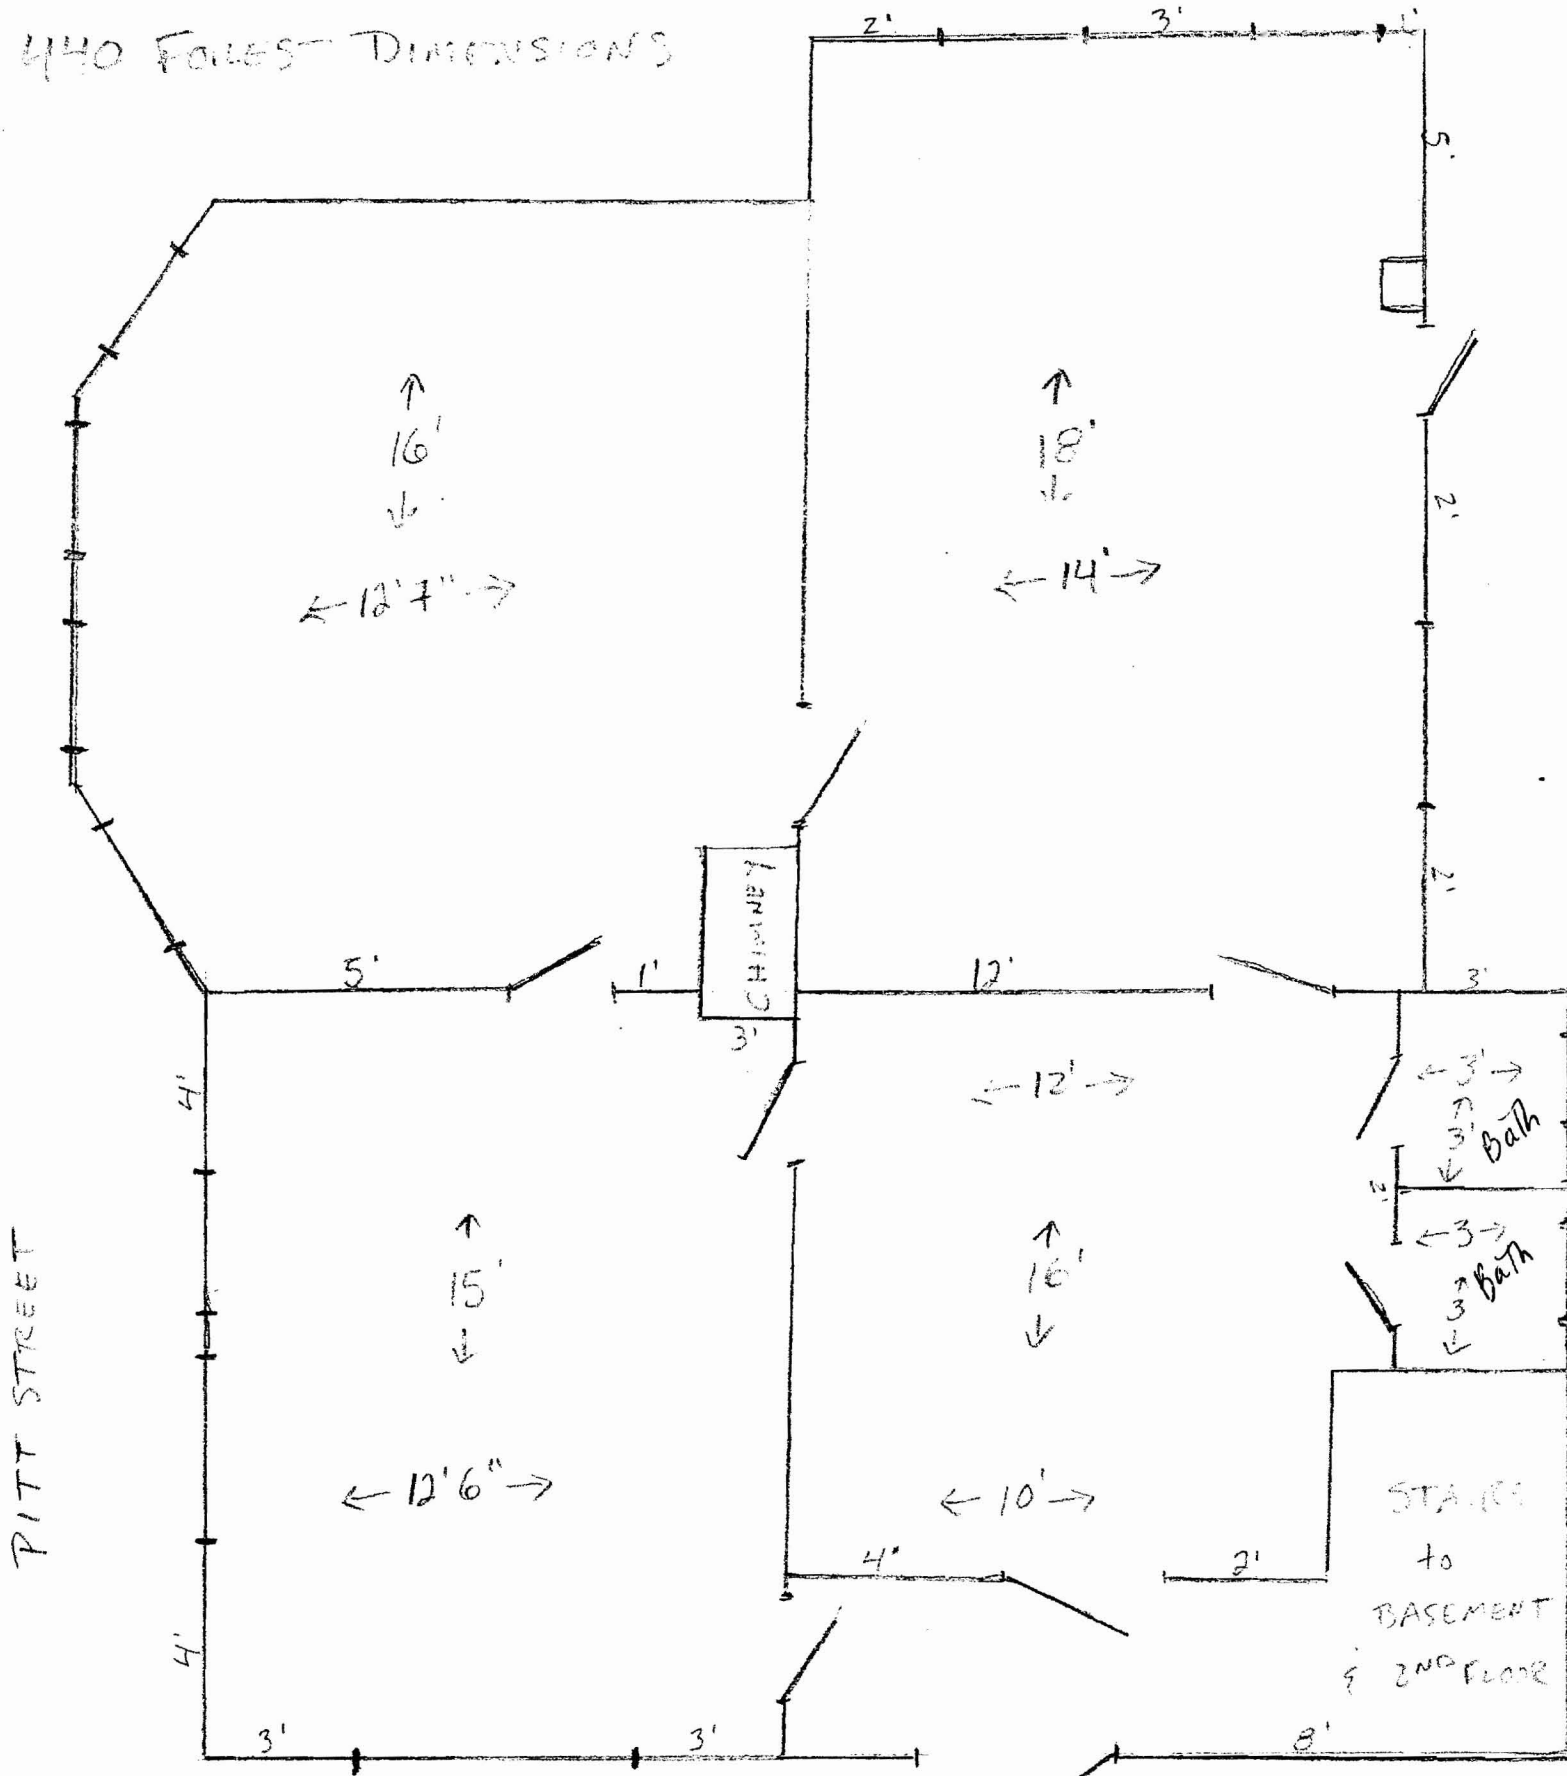 440 FOREST DIMENSIONS
2' 3' 1'
5'
16'
12' 7"
18'
14'
2'
2'
CHIMNEY
5' 1' 3' 12' 3'
4'
12'
3'
3'
Bath
2'
3
3
Bath
15'
12' 6"
16'
10'
PITT STREET
STAIRS
to
BASEMENT
& 2ND FLOOR
4' 2'
4'
3' 3' 8'